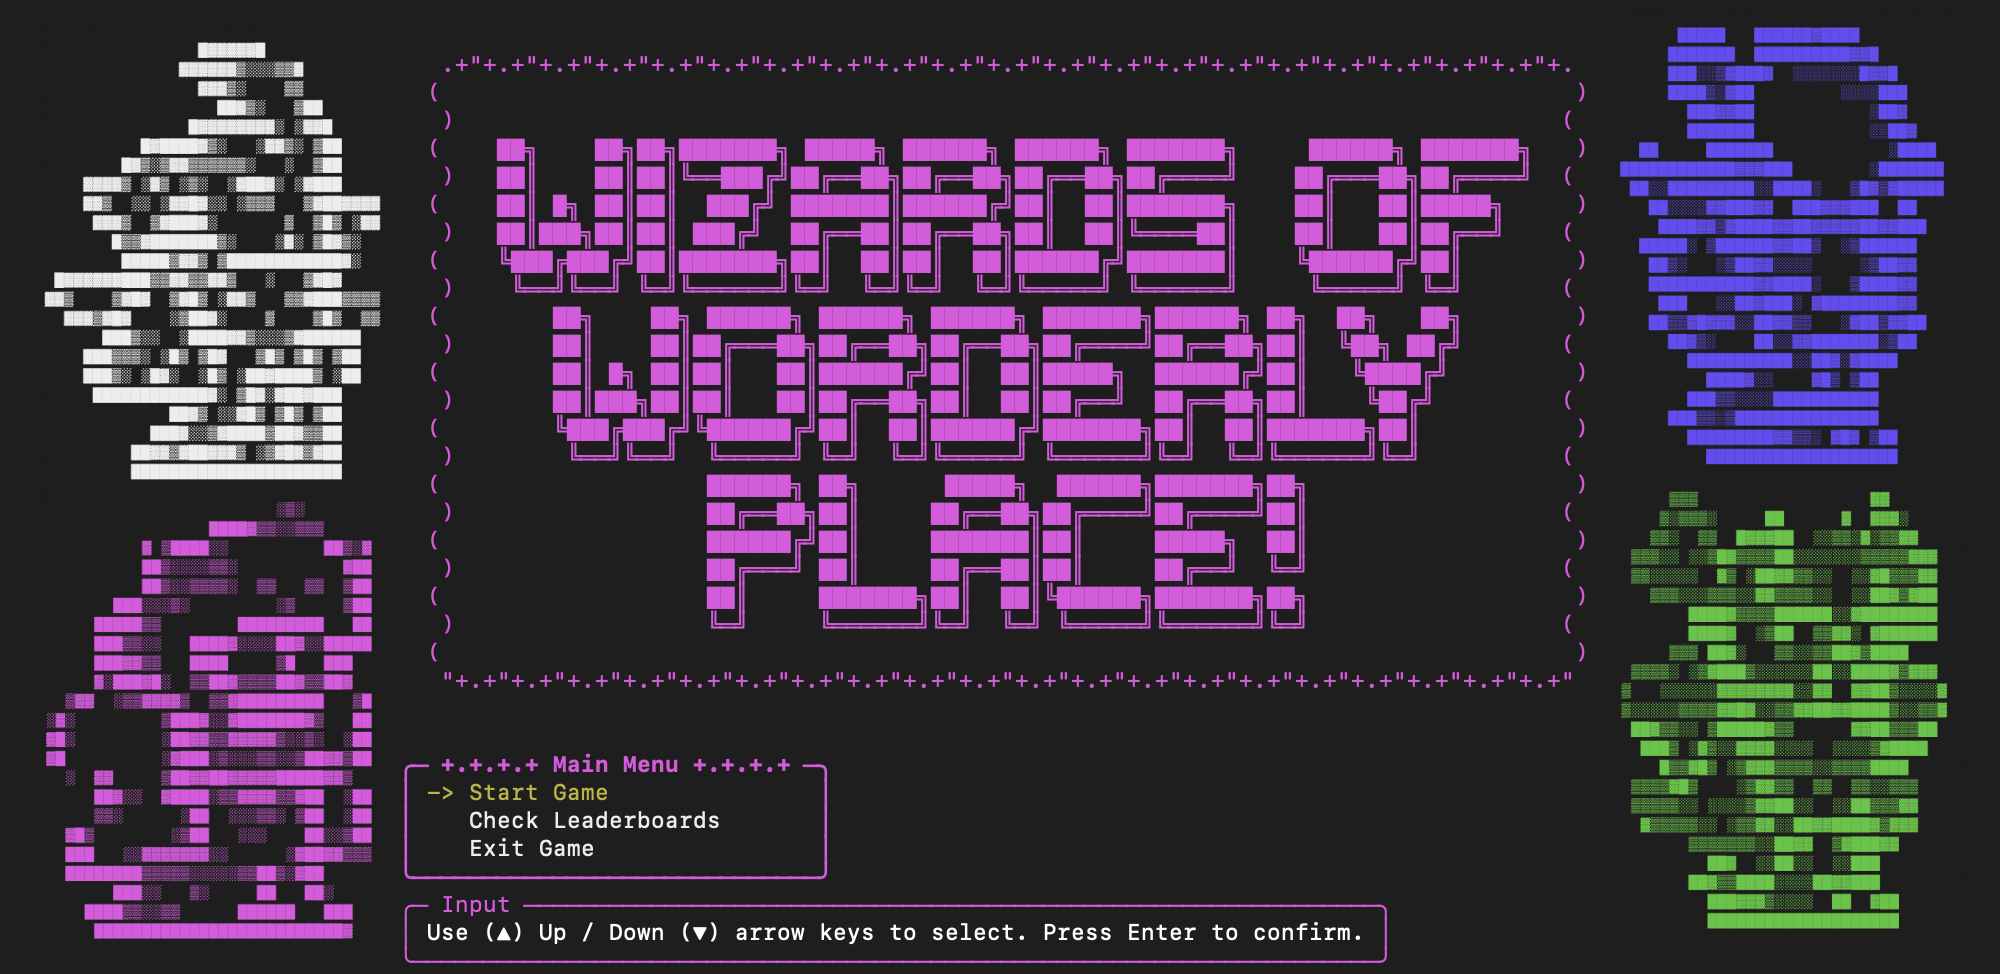 WIZARDS OF
WORDERLY
PLACE!
+.+.+.+ Main Menu +.+.+.+
—> Start Game
Check Leaderboards
Exit Game
Input
Use (▲) Up / Down (▼) arrow keys to select. Press Enter to confirm.